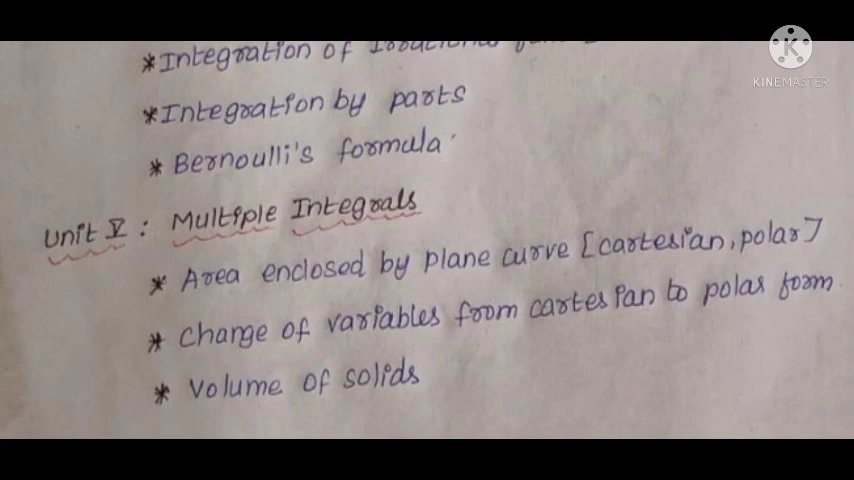 *Integration of
*Integration by parts
* Bernoulli's formula
Unit V : Multiple Integrals
* Area enclosed by plane curve [cartesian, polar]
* change of variables from cartesian to polar form.
* Volume of solids
K
KINEMASTER